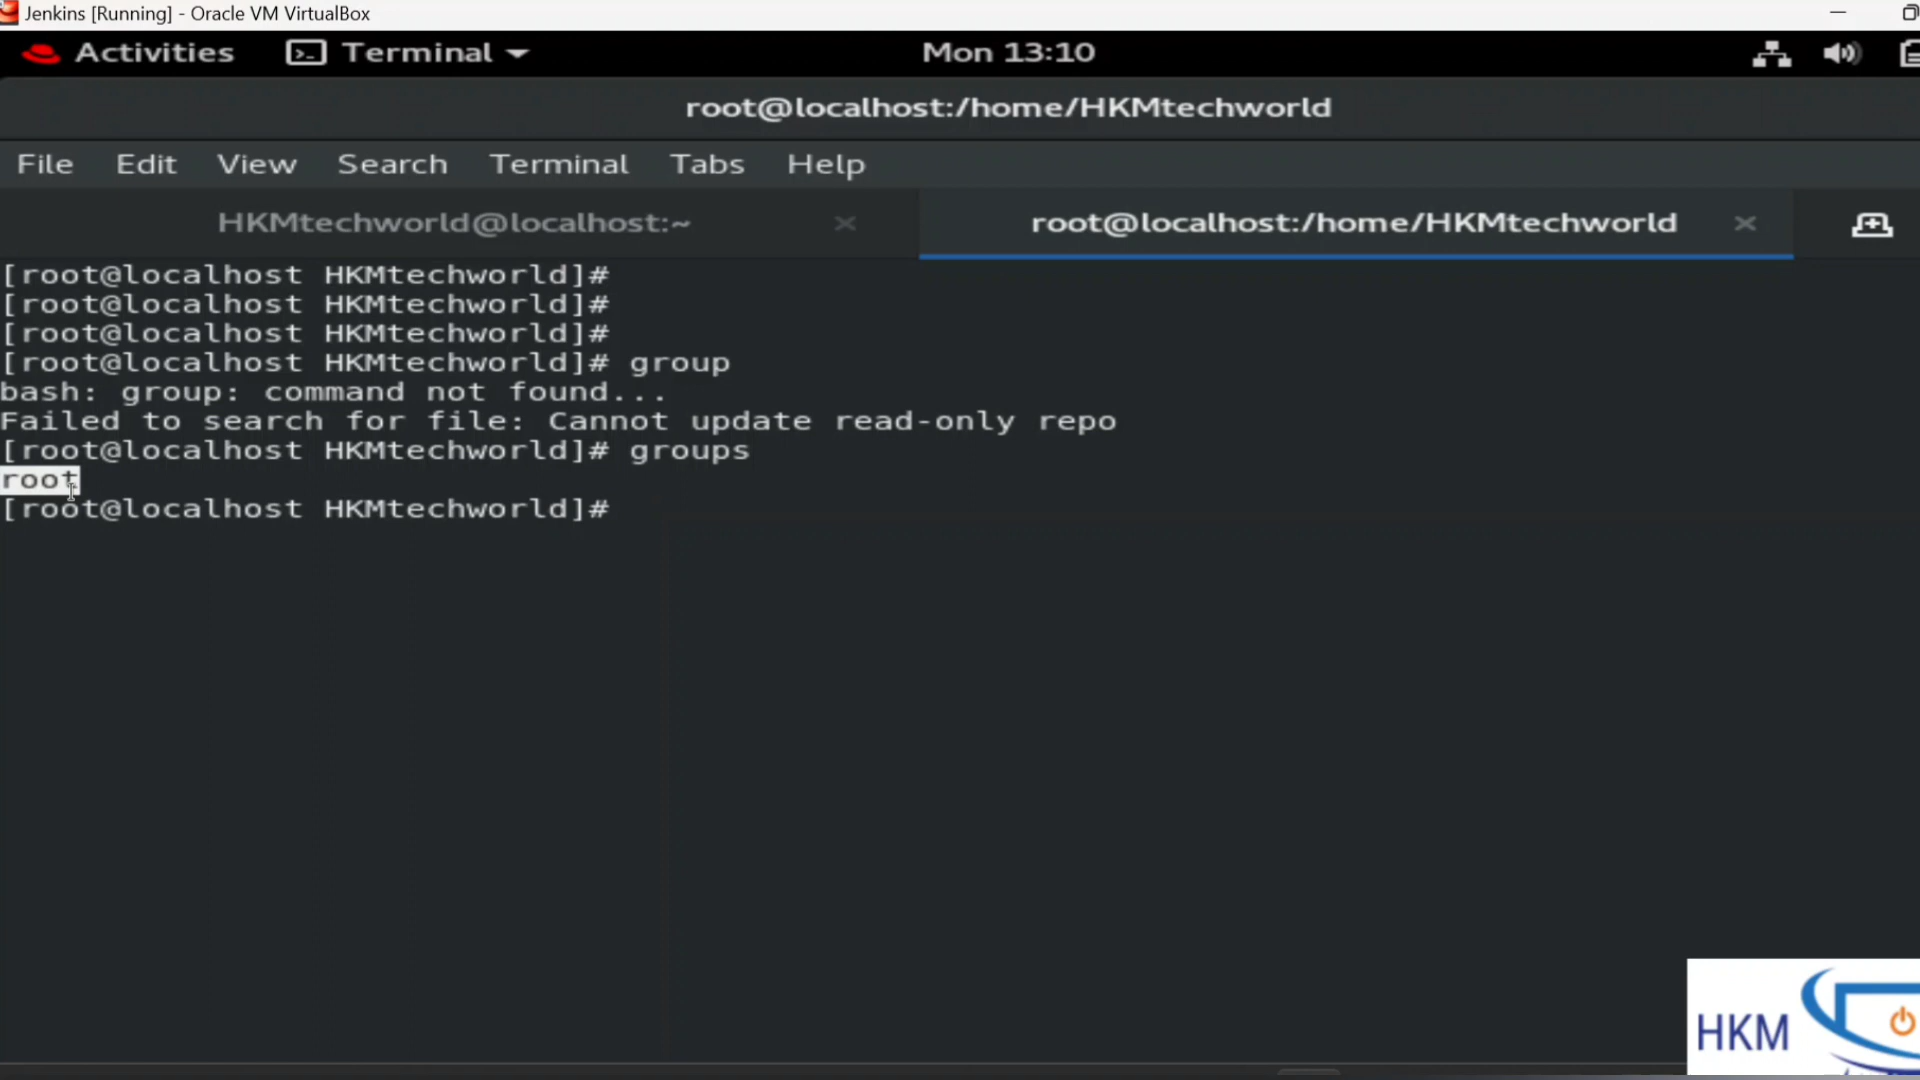 Jenkins [Running] - Oracle VM VirtualBox
Activities Terminal Mon 13:10
root@localhost:/home/HKMtechworld
File Edit View Search Terminal Tabs Help
HKMtechworld@localhost:~ root@localhost:/home/HKMtechworld
[root@localhost HKMtechworld]#
[root@localhost HKMtechworld]#
[root@localhost HKMtechworld]#
[root@localhost HKMtechworld]# group
bash: group: command not found...
Failed to search for file: Cannot update read-only repo
[root@localhost HKMtechworld]# groups
root
[root@localhost HKMtechworld]#
HKM